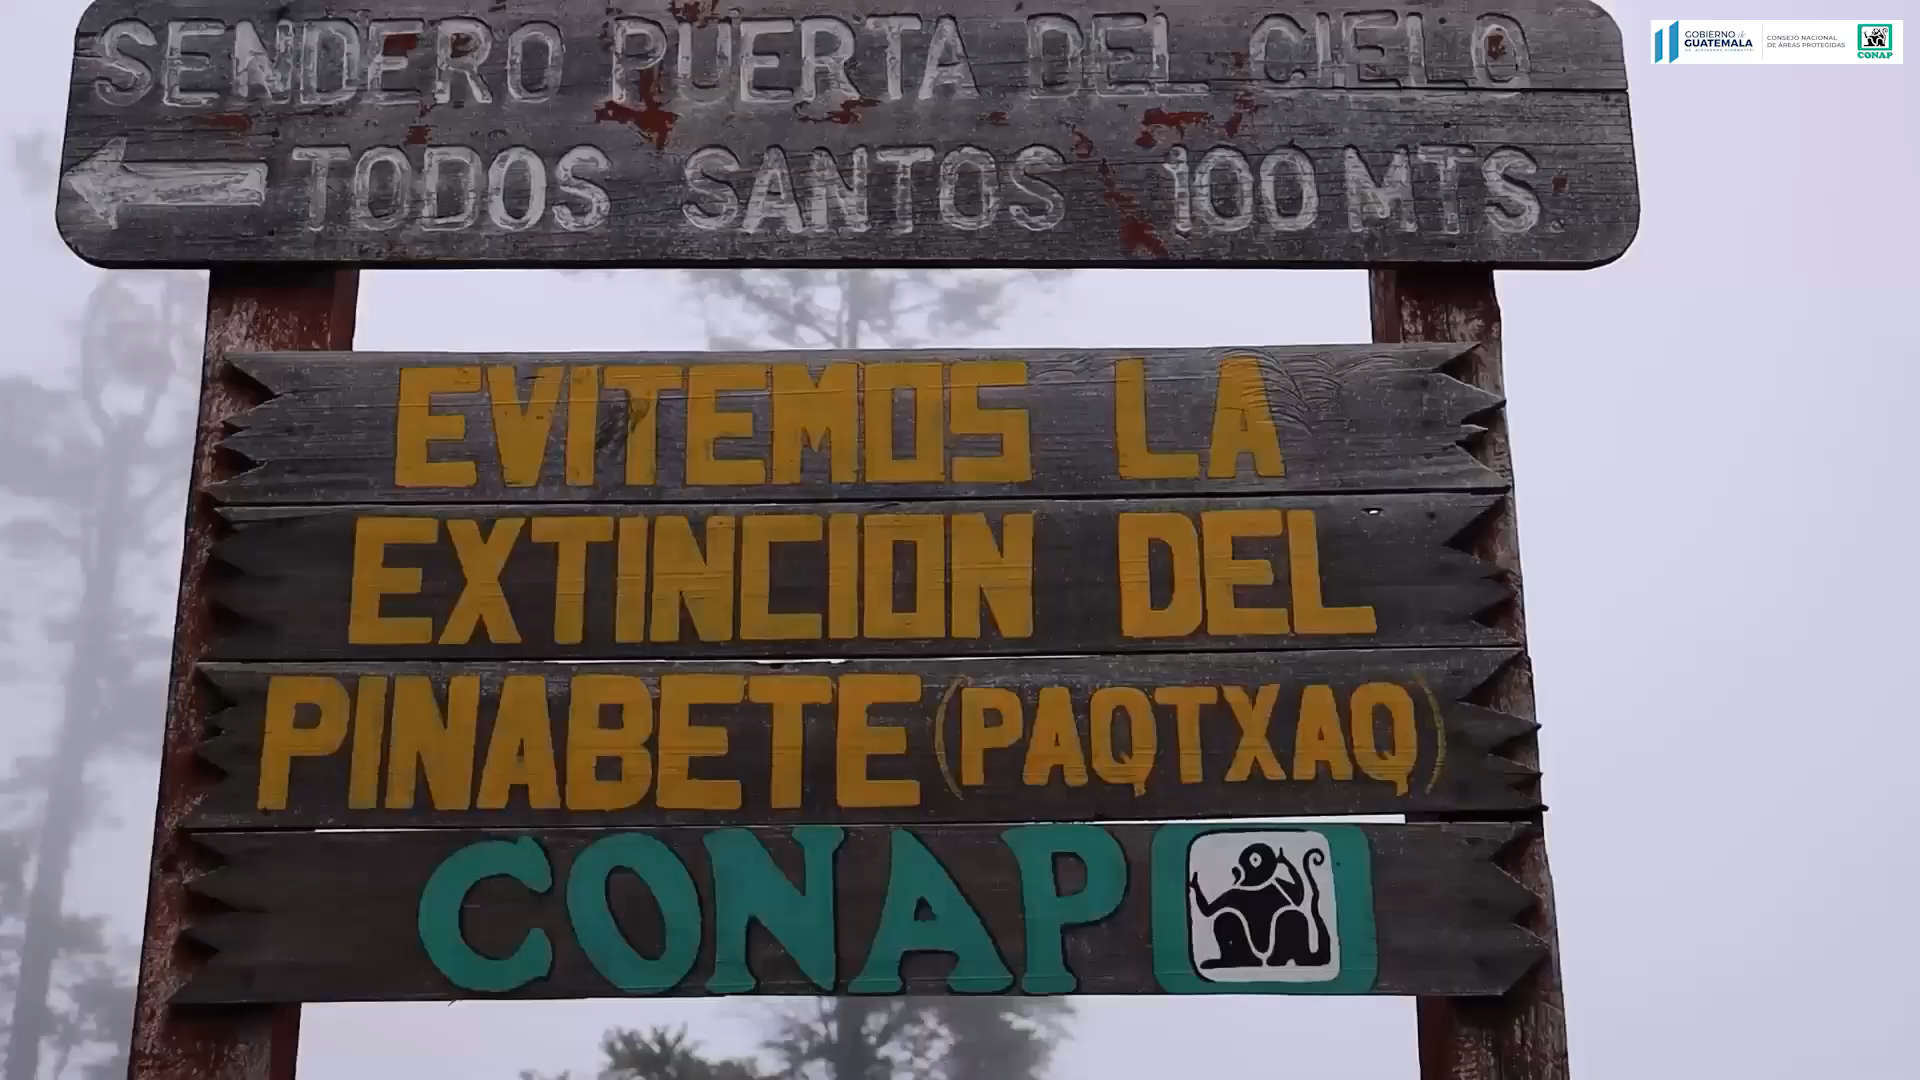 SENDERO PUERTA DEL CIELO
TODOS SANTOS 100 MTS.
EVITEMOS LA
EXTINCION DEL
PINABETE (PAQTXAQ)
CONAP
GOBIERNO de
GUATEMALA
CONSEJO NACIONAL
DE ÁREAS PROTEGIDAS
CONAP